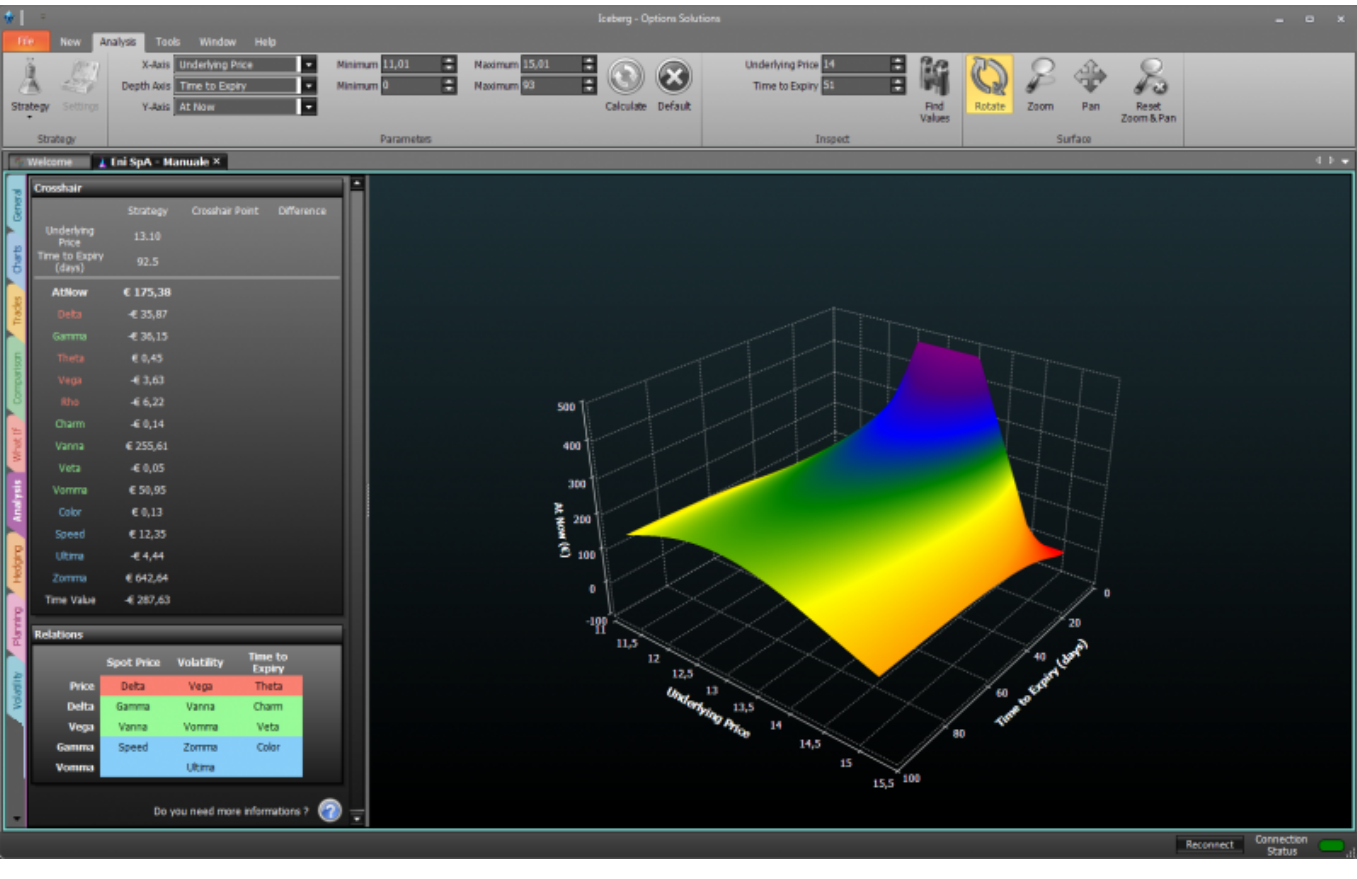 Iceberg - Options Solutions
File New Analysis Tools Window Help
X-Axis Underlying Price Minimum 11,01 Maximum 15,01 Underlying Price 14
Depth Axis Time to Expiry Minimum 0 Maximum 93 Time to Expiry 51
Y-Axis At Now
Strategy Settings Calculate Default Find Values Rotate Zoom Pan Reset Zoom & Pan
Strategy Parameters Inspect Surface
Welcome Eni SpA - Manuale ×
General
Charts
Trades
Comparison
What If
Analysis
Hedging
Planning
Volatility
Crosshair
Strategy Crosshair Point Difference
Underlying Price 13.10
Time to Expiry (days) 92.5
AtNow € 175,38
Delta -€ 35,87
Gamma -€ 36,15
Theta € 0,45
Vega -€ 3,63
Rho -€ 6,22
Charm -€ 0,14
Vanna € 255,61
Veta -€ 0,05
Vomma € 50,95
Color € 0,13
Speed € 12,35
Ultima -€ 4,44
Zomma € 642,64
Time Value -€ 287,63
Relations
Spot Price Volatility Time to Expiry
Price Delta Vega Theta
Delta Gamma Vanna Charm
Vega Vanna Vomma Veta
Gamma Speed Zomma Color
Vomma Ultima
Do you need more informations ?
500
400
300
200
100
0
-100
At Now (€)
11
11,5
12
12,5
13
13,5
14
14,5
15
15,5
Underlying Price
100
80
60
40
20
0
Time to Expiry (days)
Reconnect Connection Status